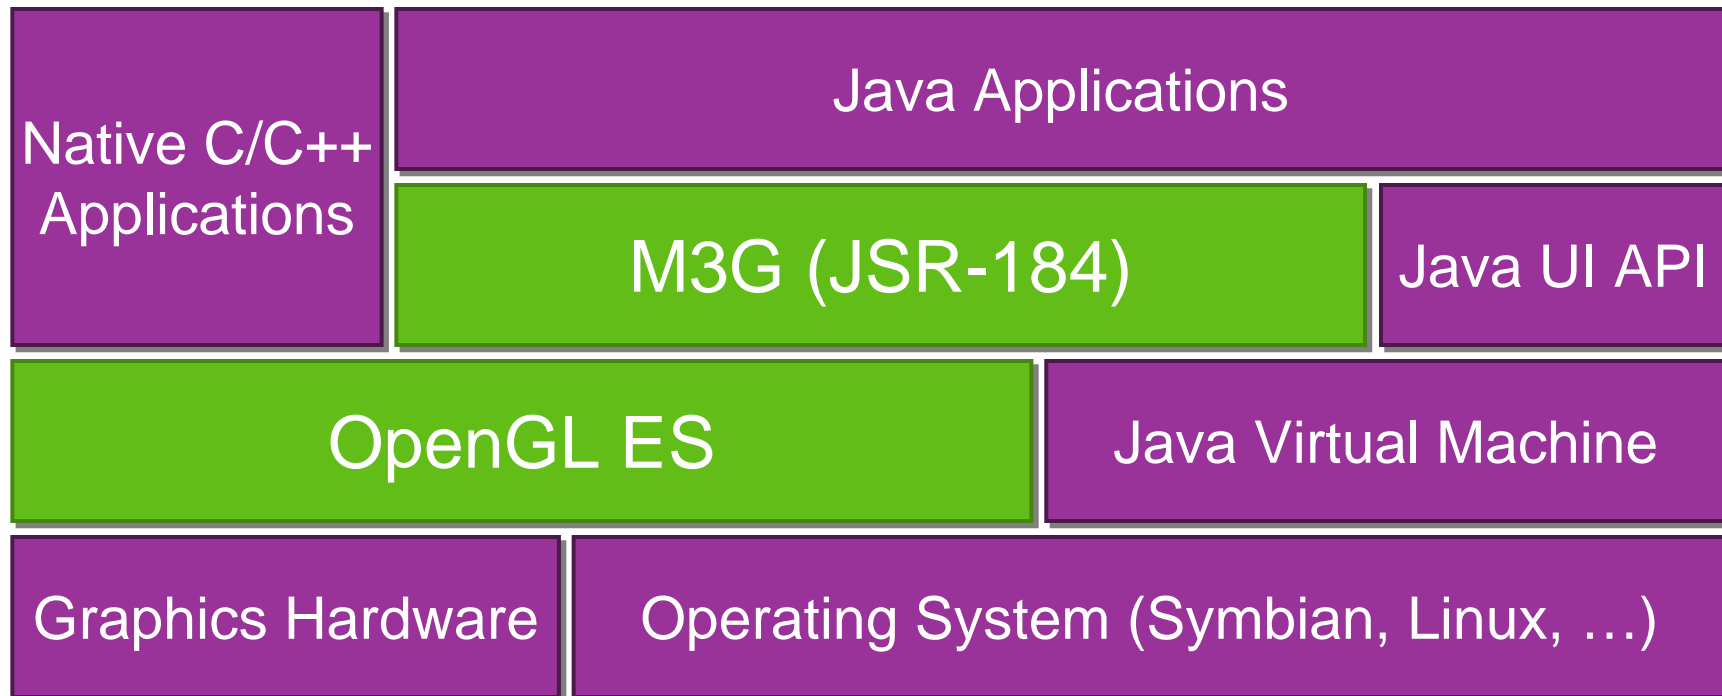 Java Applications
Native C/C++
Applications
M3G (JSR-184)
Java UI API
OpenGL ES
Java Virtual Machine
Graphics Hardware
Operating System (Symbian, Linux, …)